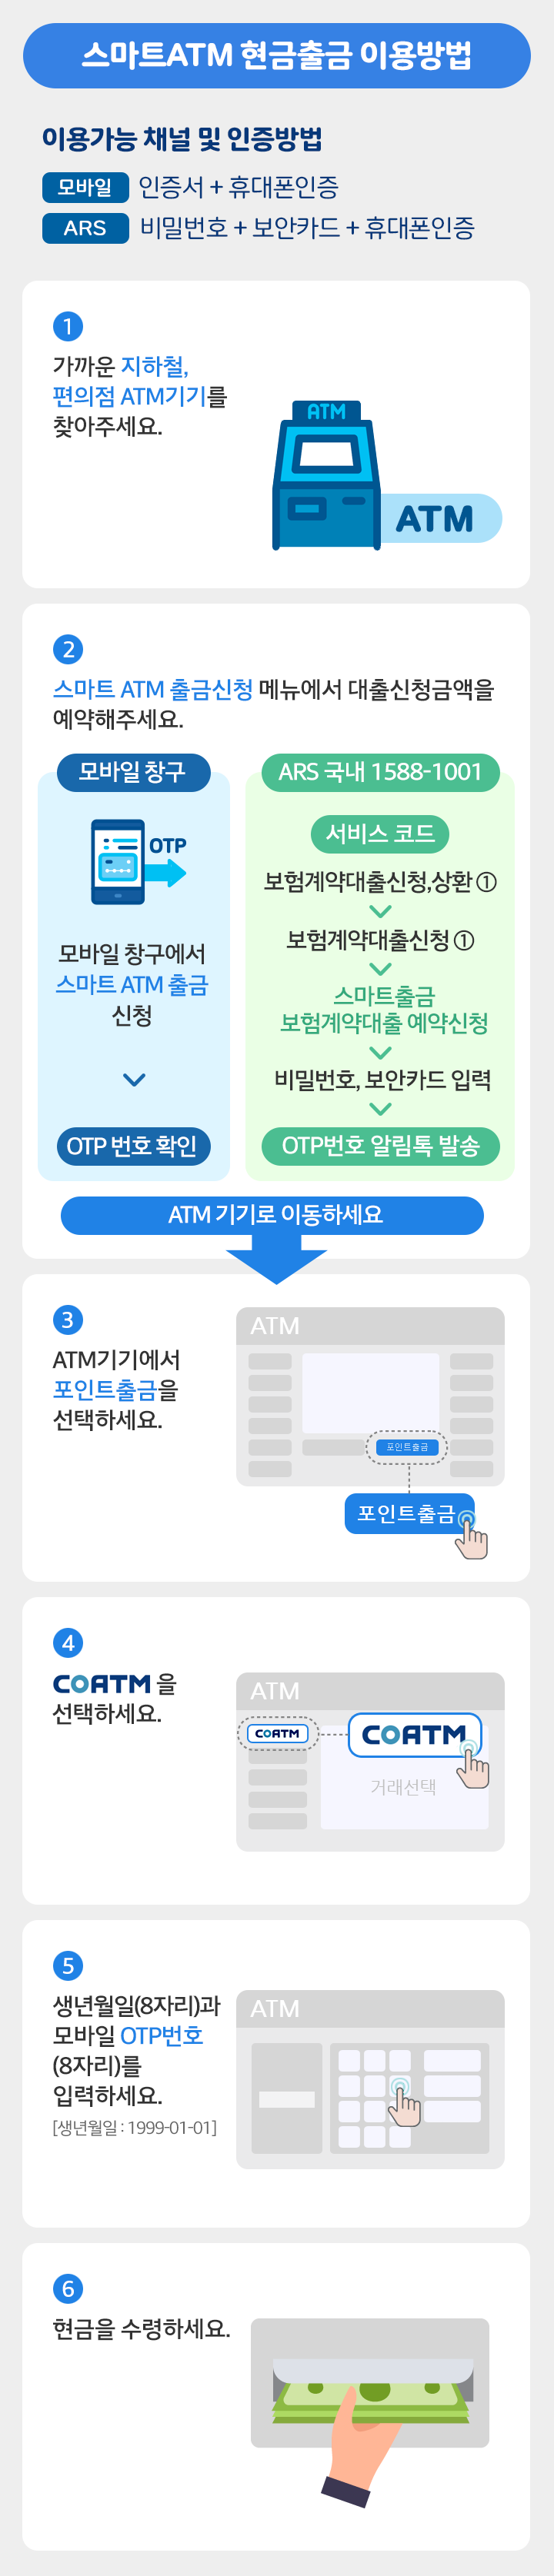 스마트ATM 현금출금 이용방법
이용가능 채널 및 인증방법
모바일 인증서 + 휴대폰인증
ARS 비밀번호 + 보안카드 + 휴대폰인증
1
가까운 지하철,
편의점 ATM기기를
찾아주세요.
ATM
ATM
2
스마트 ATM 출금신청 메뉴에서 대출신청금액을
예약해주세요.
모바일 창구
OTP
모바일 창구에서
스마트 ATM 출금
신청
OTP 번호 확인
ARS 국내 1588-1001
서비스 코드
보험계약대출신청,상환 ①
보험계약대출신청 ①
스마트출금
보험계약대출 예약신청
비밀번호, 보안카드 입력
OTP번호 알림톡 발송
ATM 기기로 이동하세요
3
ATM기기에서
포인트출금을
선택하세요.
ATM
포인트출금
포인트출금
4
COATM 을
선택하세요.
ATM
COATM
COATM
거래선택
5
생년월일(8자리)과
모바일 OTP번호
(8자리)를
입력하세요.
[생년월일 : 1999-01-01]
ATM
6
현금을 수령하세요.